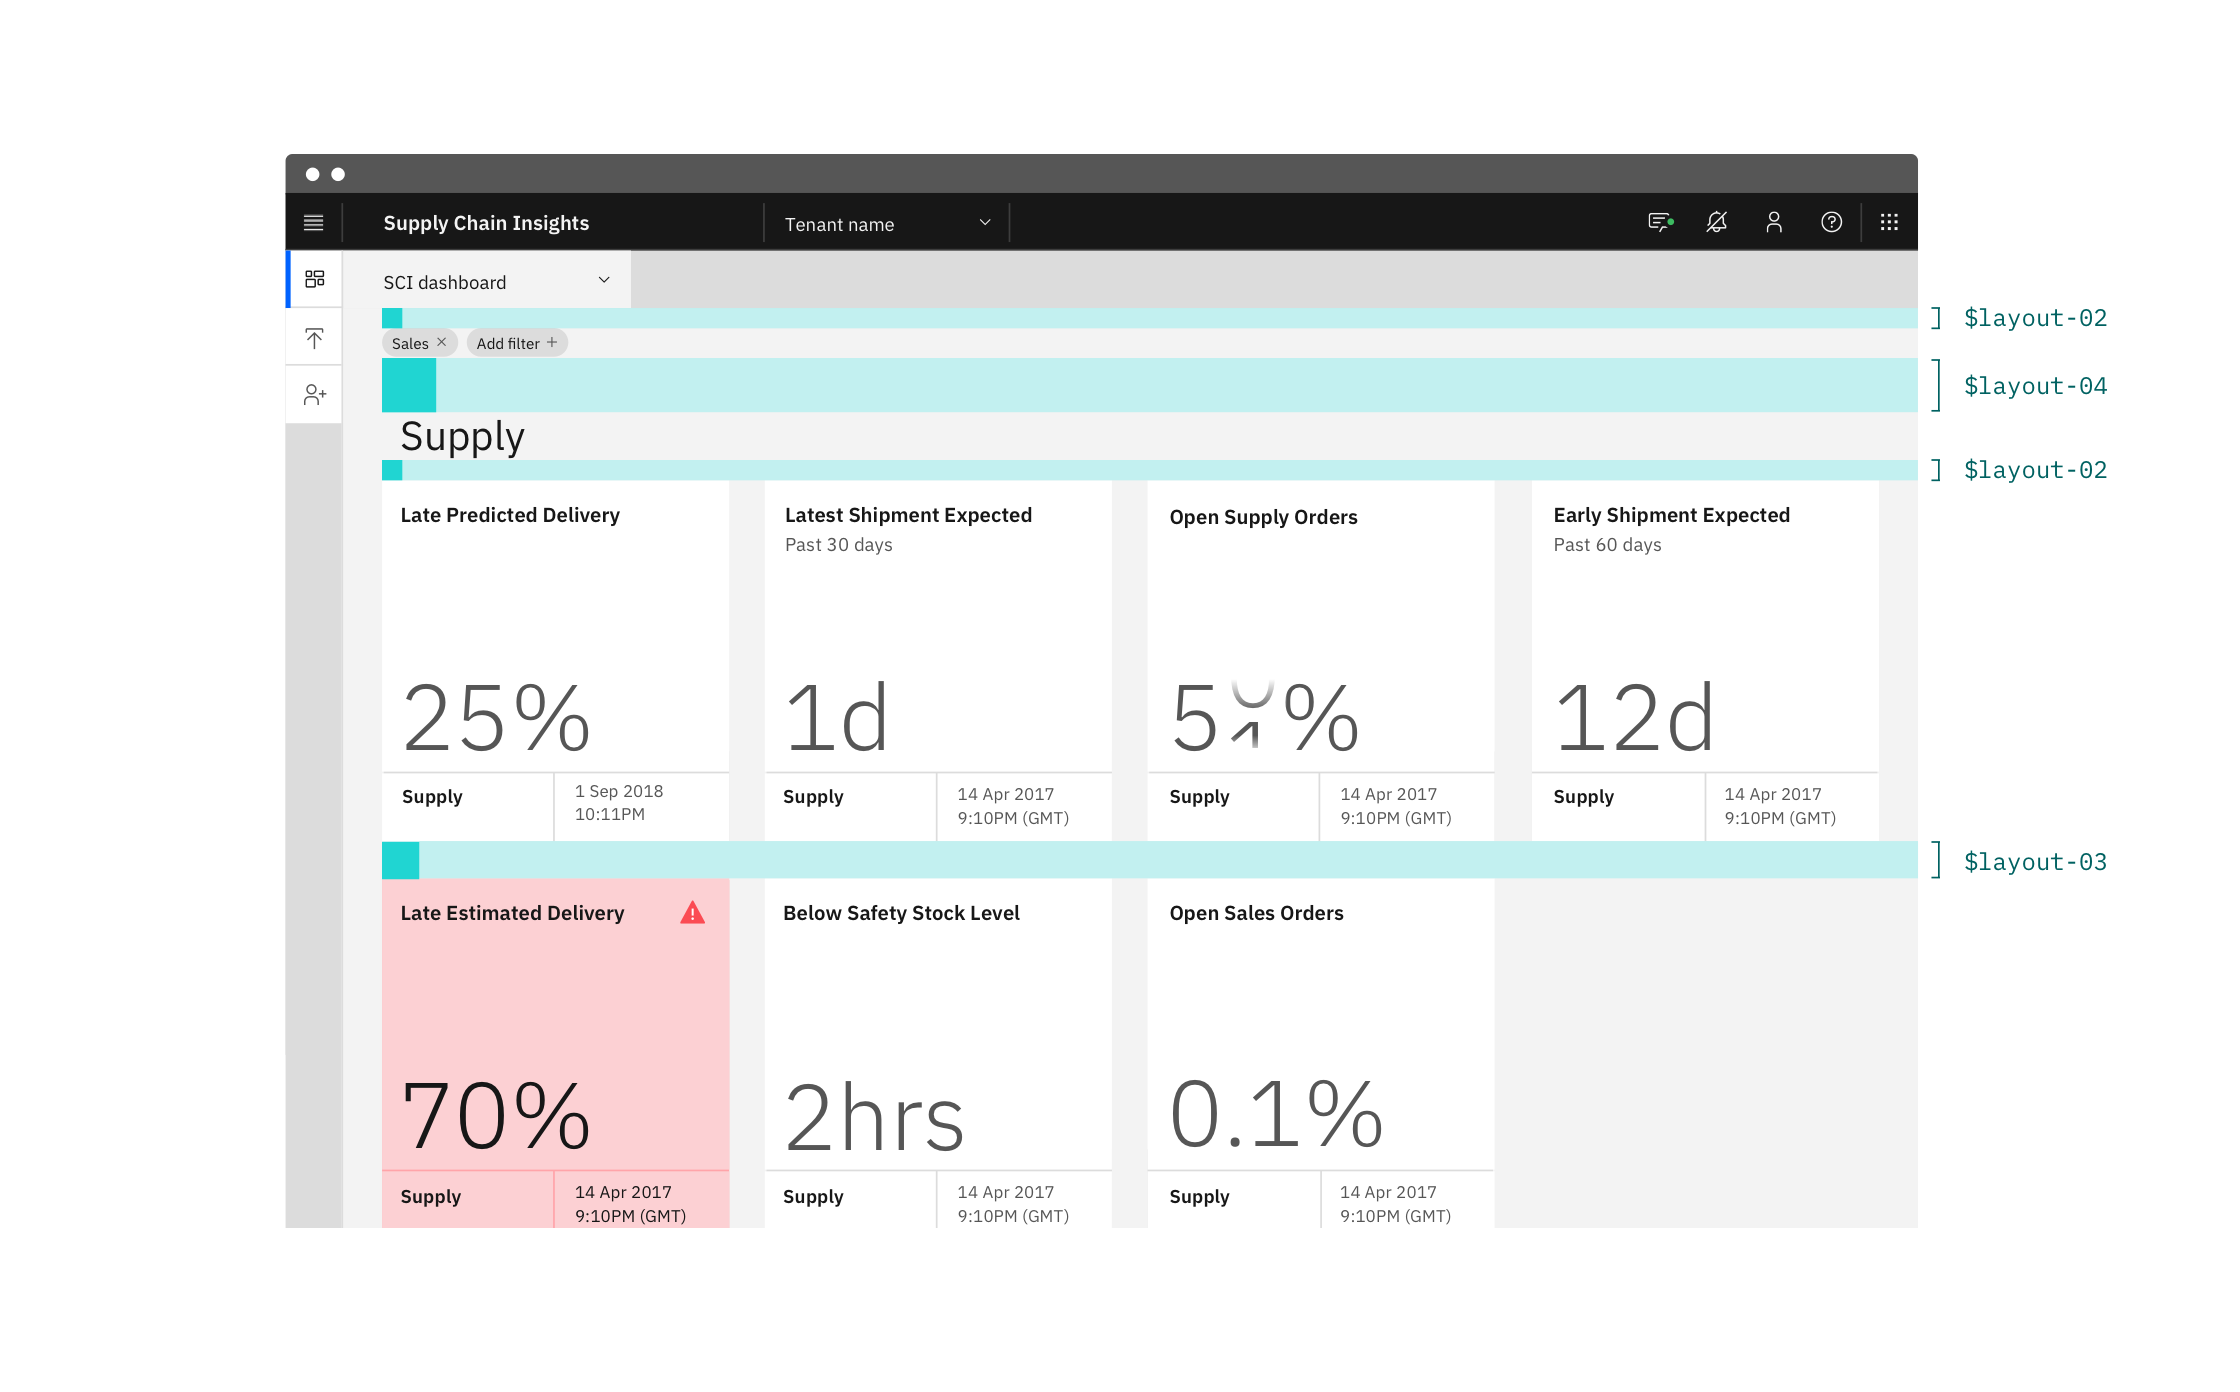 Supply Chain Insights
Tenant name
SCI dashboard
$layout-02
Sales
Add filter
$layout-04
Supply
$layout-02
Late Predicted Delivery
25%
Supply
1 Sep 2018
10:11PM
Latest Shipment Expected
Past 30 days
1d
Supply
14 Apr 2017
9:10PM (GMT)
Open Supply Orders
Supply
14 Apr 2017
9:10PM (GMT)
Early Shipment Expected
Past 60 days
12d
Supply
14 Apr 2017
9:10PM (GMT)
$layout-03
Late Estimated Delivery
70%
Supply
14 Apr 2017
9:10PM (GMT)
Below Safety Stock Level
2hrs
Supply
14 Apr 2017
9:10PM (GMT)
Open Sales Orders
0.1%
Supply
14 Apr 2017
9:10PM (GMT)